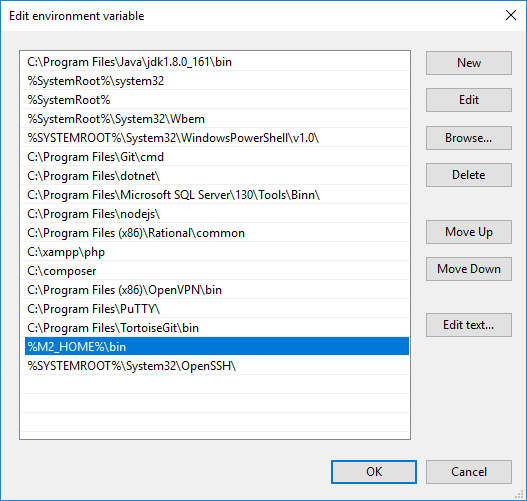 Edit environment variable
C:\Program Files\Java\jdk1.8.0_161\bin
%SystemRoot%\system32
%SystemRoot%
%SystemRoot%\System32\Wbem
%SYSTEMROOT%\System32\WindowsPowerShell\v1.0\
C:\Program Files\Git\cmd
C:\Program Files\dotnet\
C:\Program Files\Microsoft SQL Server\130\Tools\Binn\
C:\Program Files\nodejs\
C:\Program Files (x86)\Rational\common
C:\xampp\php
C:\composer
C:\Program Files (x86)\OpenVPN\bin
C:\Program Files\PuTTY\
C:\Program Files\TortoiseGit\bin
%M2_HOME%\bin
%SYSTEMROOT%\System32\OpenSSH\
New
Edit
Browse...
Delete
Move Up
Move Down
Edit text...
OK
Cancel